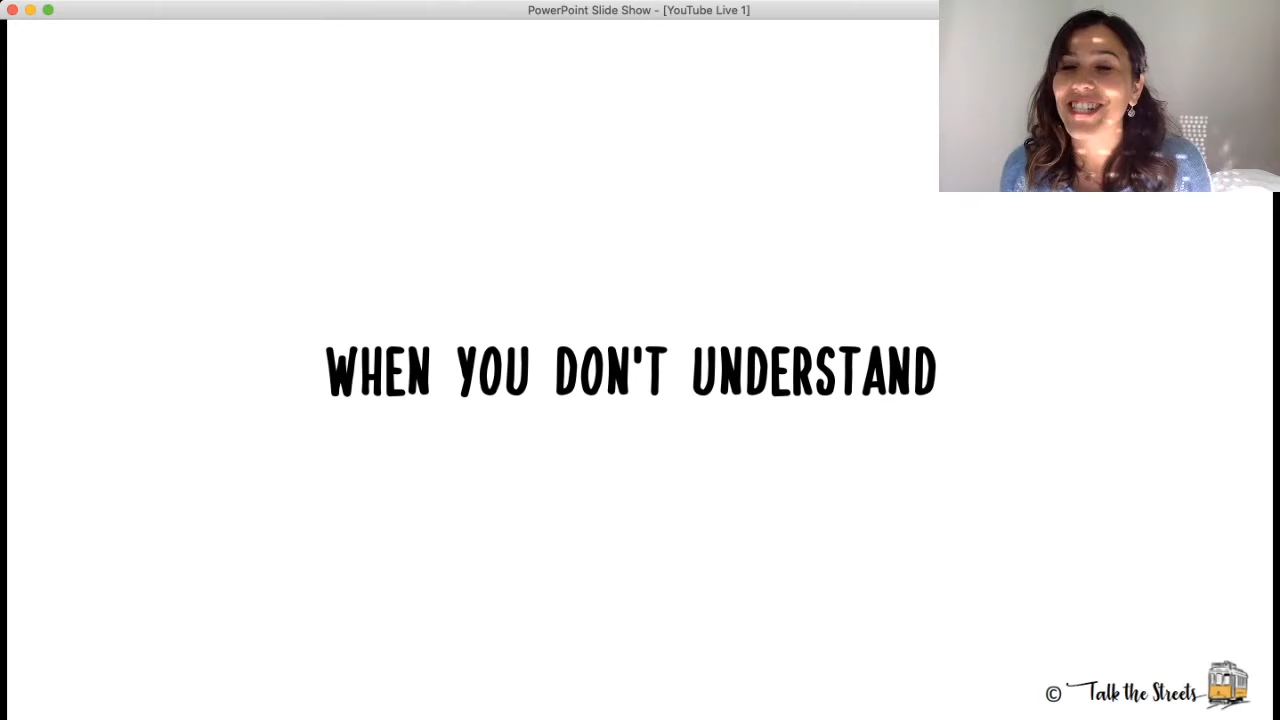 PowerPoint Slide Show - [YouTube Live 1]
WHEN YOU DON'T UNDERSTAND
© Talk the Streets